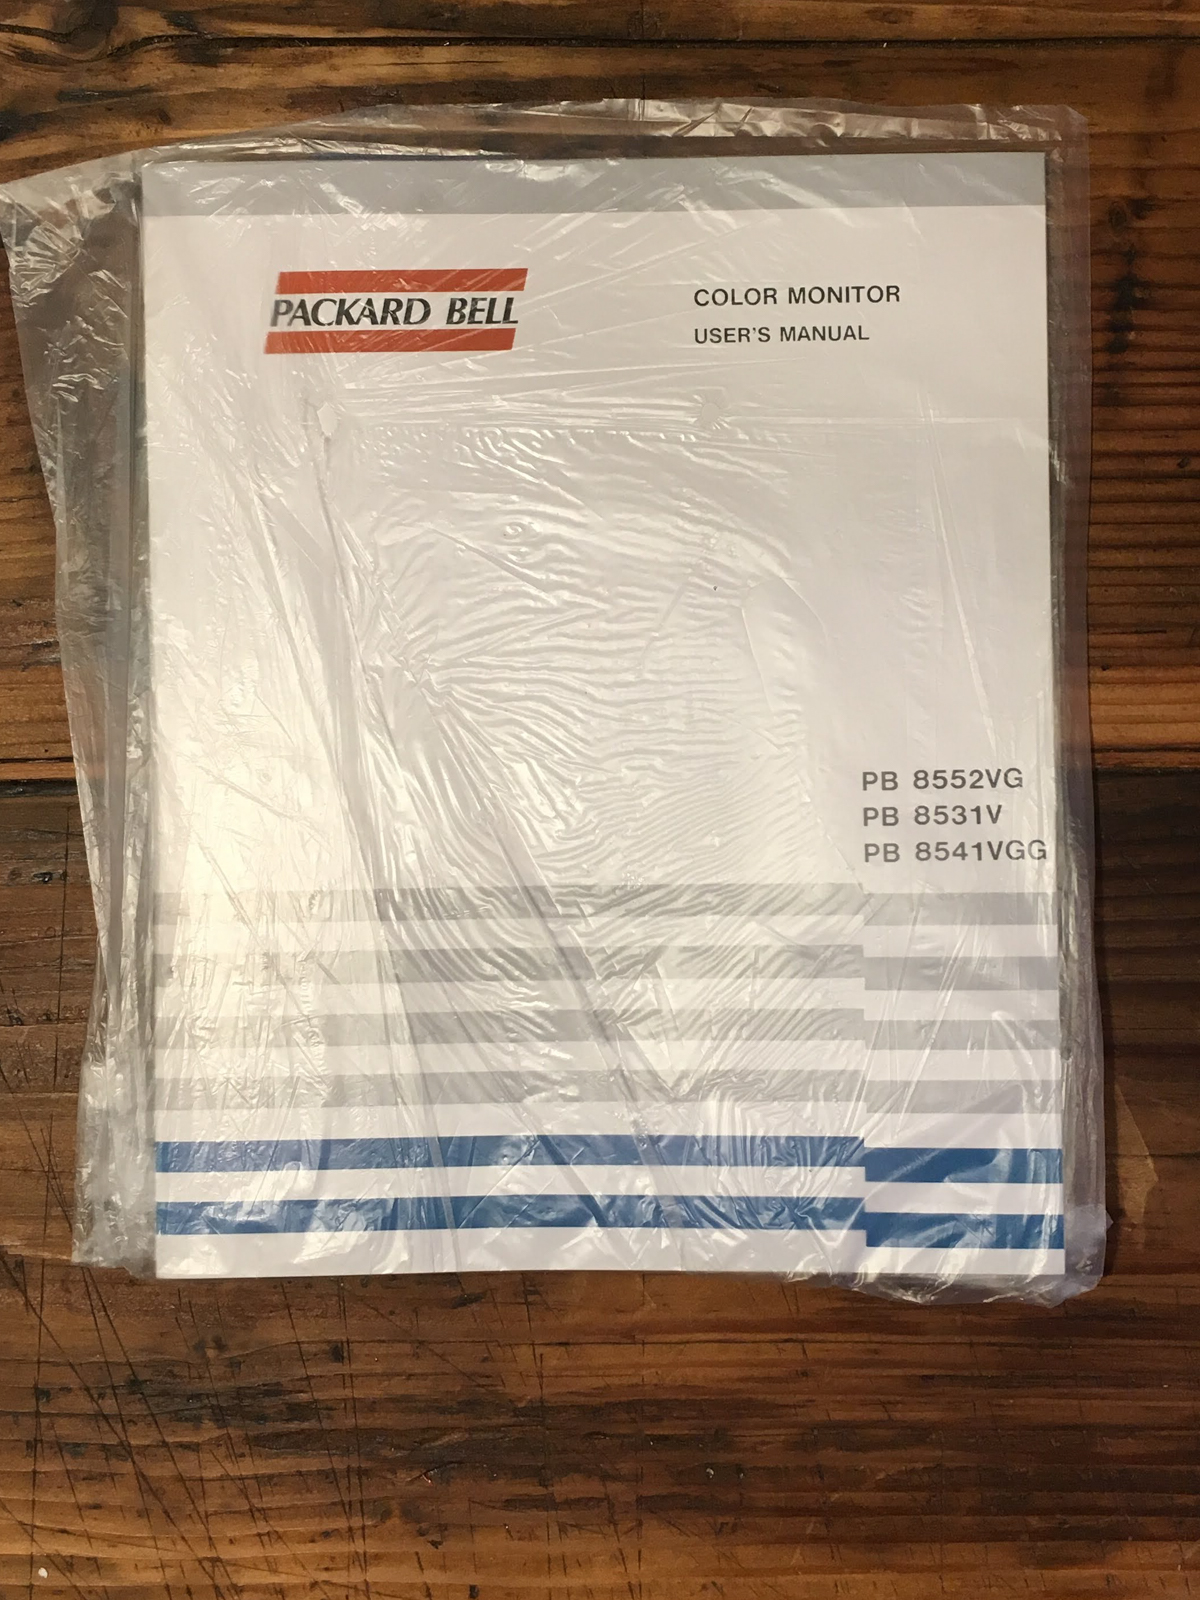 PACKARD BELL
COLOR MONITOR
USER'S MANUAL
PB 8552VG
PB 8531V
PB 8541VGG